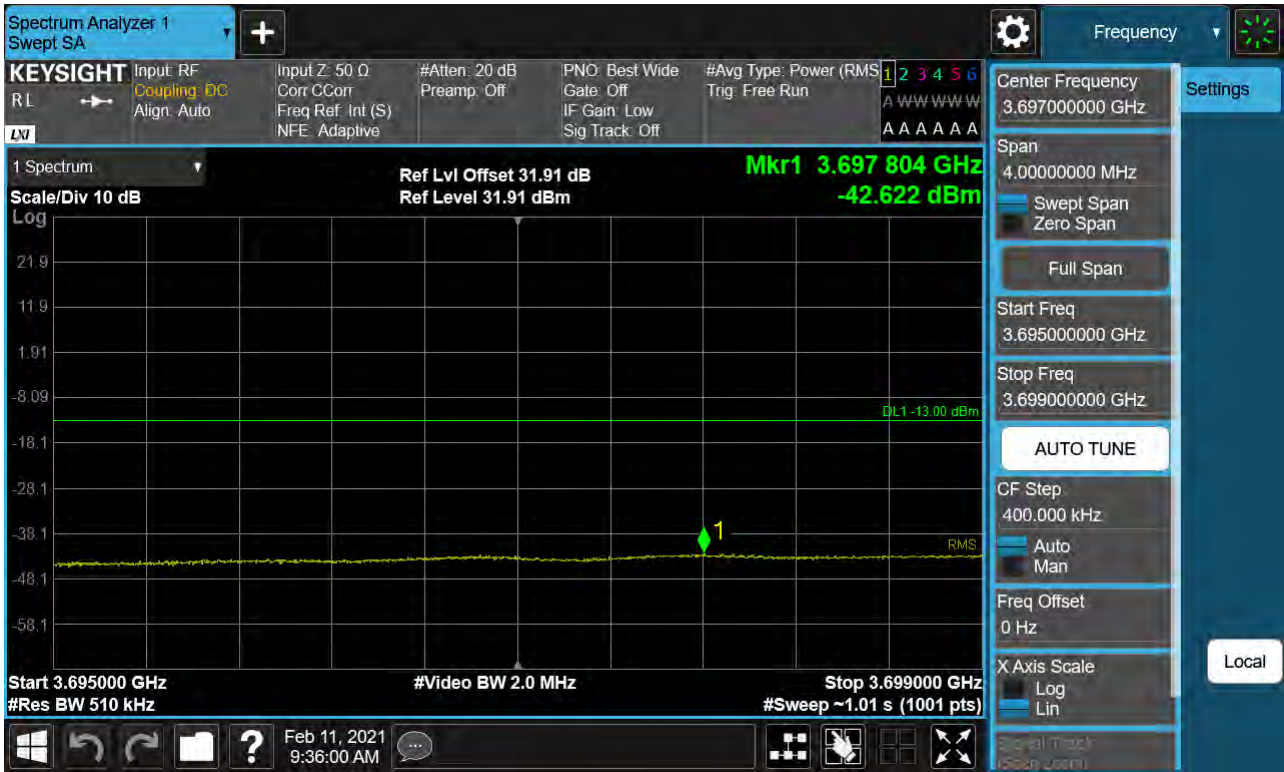 Spectrum Analyzer 1
Swept SA
+
Frequency
KEYSIGHT
RL
LXI
Input: RF
Coupling: DC
Align: Auto
Input Z: 50 Ω
Corr CCorr
Freq Ref: Int (S)
NFE: Adaptive
#Atten: 20 dB
Preamp: Off
PNO: Best Wide
Gate: Off
IF Gain: Low
Sig Track: Off
#Avg Type: Power (RMS
Trig: Free Run
1 2 3 4 5 6
A W W W W W
A A A A A A
1 Spectrum
Scale/Div 10 dB
Log
Ref Lvl Offset 31.91 dB
Ref Level 31.91 dBm
Mkr1 3.697 804 GHz
-42.622 dBm
21.9
11.9
1.91
-8.09
DL1 -13.00 dBm
-18.1
-28.1
-38.1
1
RMS
-48.1
-58.1
Start 3.695000 GHz
#Res BW 510 kHz
#Video BW 2.0 MHz
Stop 3.699000 GHz
#Sweep ~1.01 s (1001 pts)
Center Frequency
3.697000000 GHz
Settings
Span
4.00000000 MHz
Swept Span
Zero Span
Full Span
Start Freq
3.695000000 GHz
Stop Freq
3.699000000 GHz
AUTO TUNE
CF Step
400.000 kHz
Auto
Man
Freq Offset
0 Hz
X Axis Scale
Log
Lin
Local
Signal Track
(Span Zoom)
?
Feb 11, 2021
9:36:00 AM